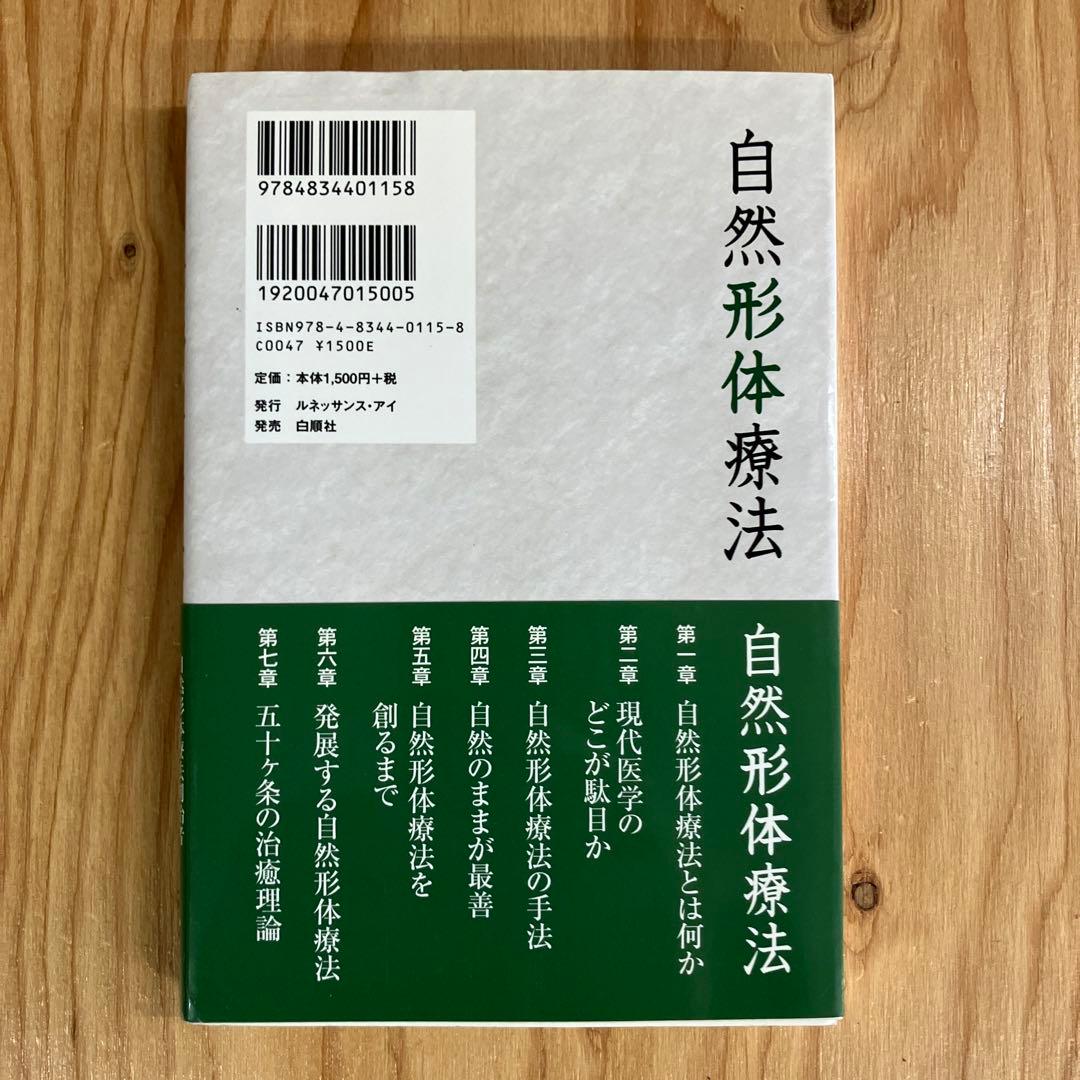 自然形体療法
9784834401158
1920047015005
ISBN978-4-8344-0115-8
C0047 ¥1500E
定価：本体1,500円＋税
発行 ルネッサンス・アイ
発売 白順社
自然形体療法
第一章 自然形体療法とは何か
第二章 現代医学の
どこが駄目か
第三章 自然形体療法の手法
第四章 自然のままが最善
第五章 自然形体療法を
創るまで
第六章 発展する自然形体療法
第七章 五十ヶ条の治癒理論